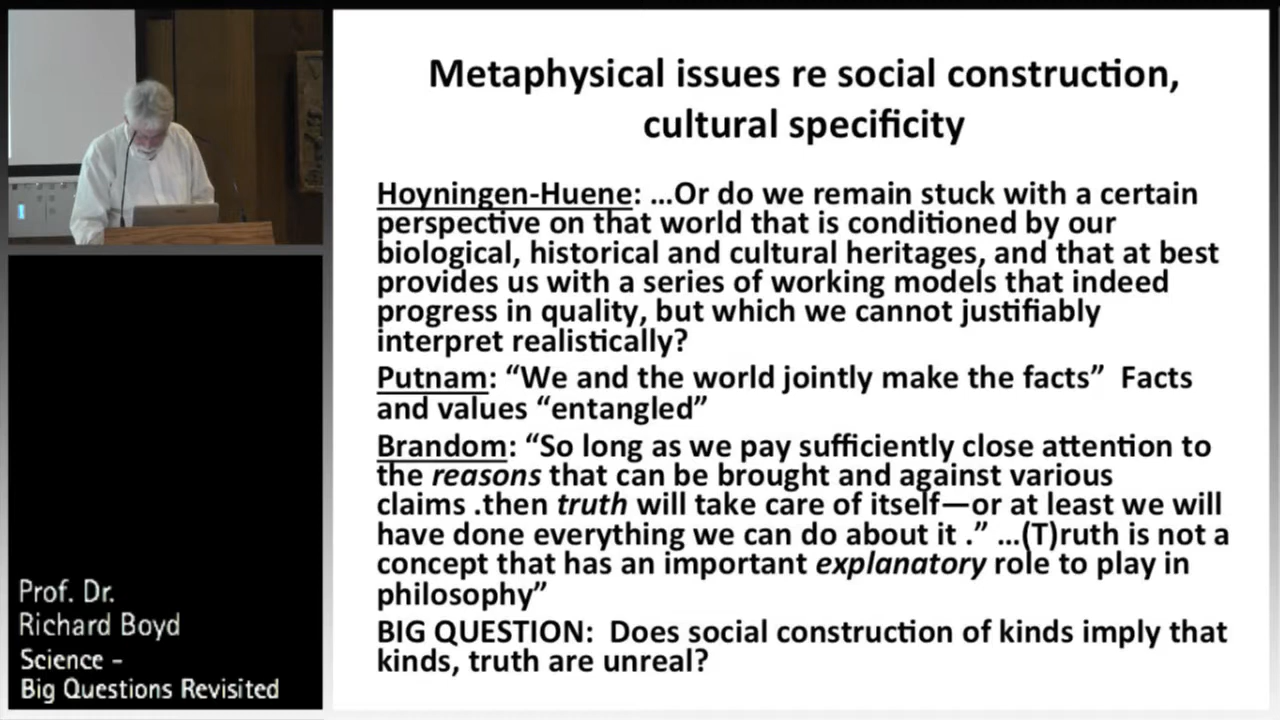 Metaphysical issues re social construction,
cultural specificity
Hoyningen-Huene: ...Or do we remain stuck with a certain
perspective on that world that is conditioned by our
biological, historical and cultural heritages, and that at best
provides us with a series of working models that indeed
progress in quality, but which we cannot justifiably
interpret realistically?
Putnam: “We and the world jointly make the facts”  Facts
and values “entangled”
Brandom: “So long as we pay sufficiently close attention to
the reasons that can be brought and against various
claims .then truth will take care of itself—or at least we will
have done everything we can do about it .” ...(T)ruth is not a
concept that has an important explanatory role to play in
philosophy”
BIG QUESTION:  Does social construction of kinds imply that
kinds, truth are unreal?
Prof. Dr.
Richard Boyd
Science -
Big Questions Revisited